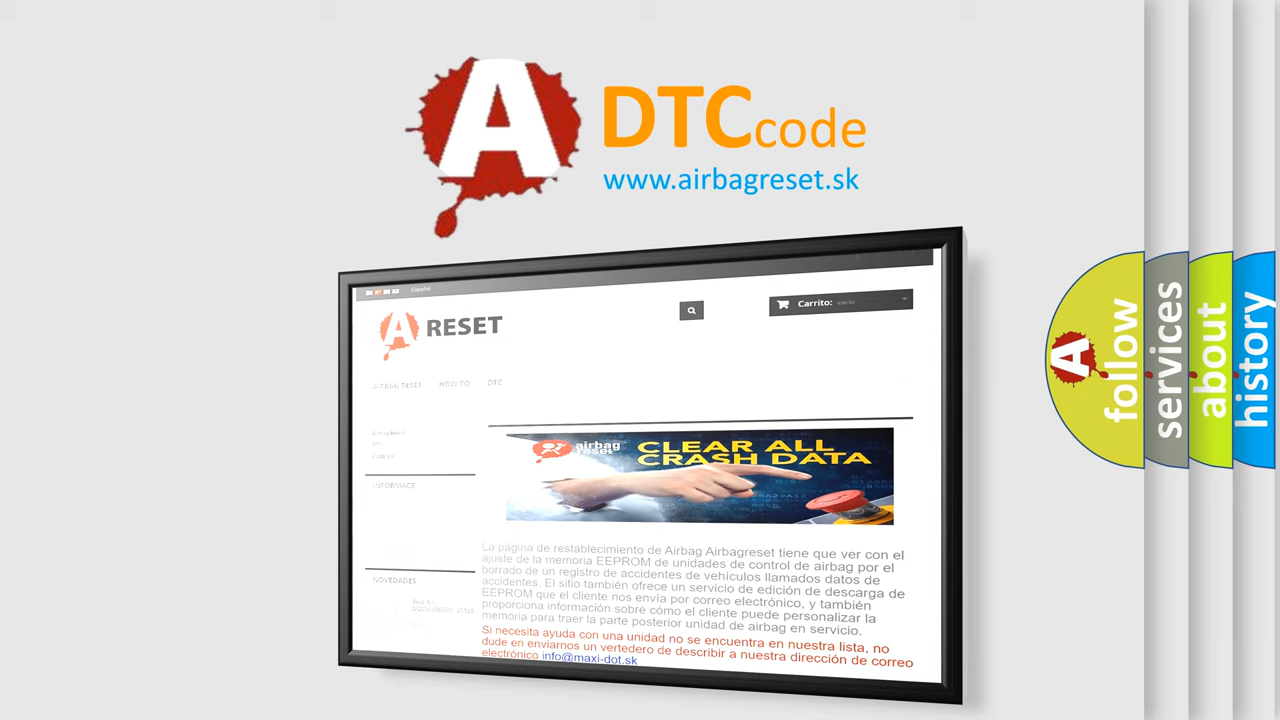 A
DTC code
www.airbagreset.sk
Español
A RESET
Carrito: vacío
AIRBAG RESET HOW TO DTC
airbag reset
CLEAR ALL
CRASH DATA
INFORMACE
La página de restablecimiento de Airbag Airbagreset tiene que ver con el
ajuste de la memoria EEPROM de unidades de control de airbag por el
borrado de un registro de accidentes de vehículos llamados datos de
accidentes. El sitio también ofrece un servicio de edición de descarga de
EEPROM que el cliente nos envía por correo electrónico, y también
proporciona información sobre cómo el cliente puede personalizar la
memoria para traer la parte posterior unidad de airbag en servicio.
Si necesita ayuda con una unidad no se encuentra en nuestra lista, no
dude en enviarnos un vertedero de describir a nuestra dirección de correo
electrónico info@maxi-dot.sk
NOVEDADES
A
follow
services
about
history